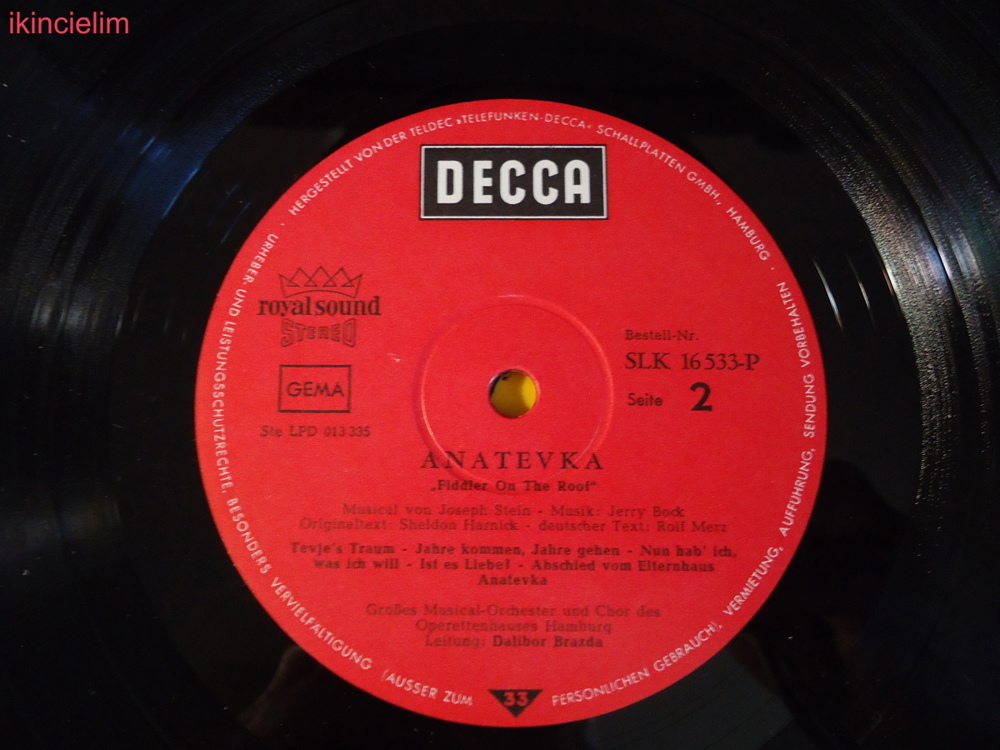 ikincielim
· HERGESTELLT VON DER TELDEC »TELEFUNKEN-DECCA« SCHALLPLATTEN GMBH., HAMBURG ·
URHEBER- UND LEISTUNGSSCHUTZRECHTE, BESONDERS VERVIELFÄLTIGUNG (AUSSER ZUM PERSÖNLICHEN GEBRAUCH), VERMIETUNG, AUFFÜHRUNG, SENDUNG VORBEHALTEN ·
DECCA
royal sound
STEREO
GEMA
Ste LPD 013335
Bestell-Nr.
SLK 16 533-P
Seite 2
ANATEVKA
„Fiddler On The Roof“
Musical von Joseph Stein - Musik: Jerry Bock
Originaltext: Sheldon Harnick - deutscher Text: Rolf Merz
Tevje's Traum - Jahre kommen, Jahre gehen - Nun hab' ich,
was ich will - Ist es Liebe? - Abschied vom Elternhaus
Anatevka
Großes Musical-Orchester und Chor des
Operettenhauses Hamburg
Leitung: Dalibor Brazda
33